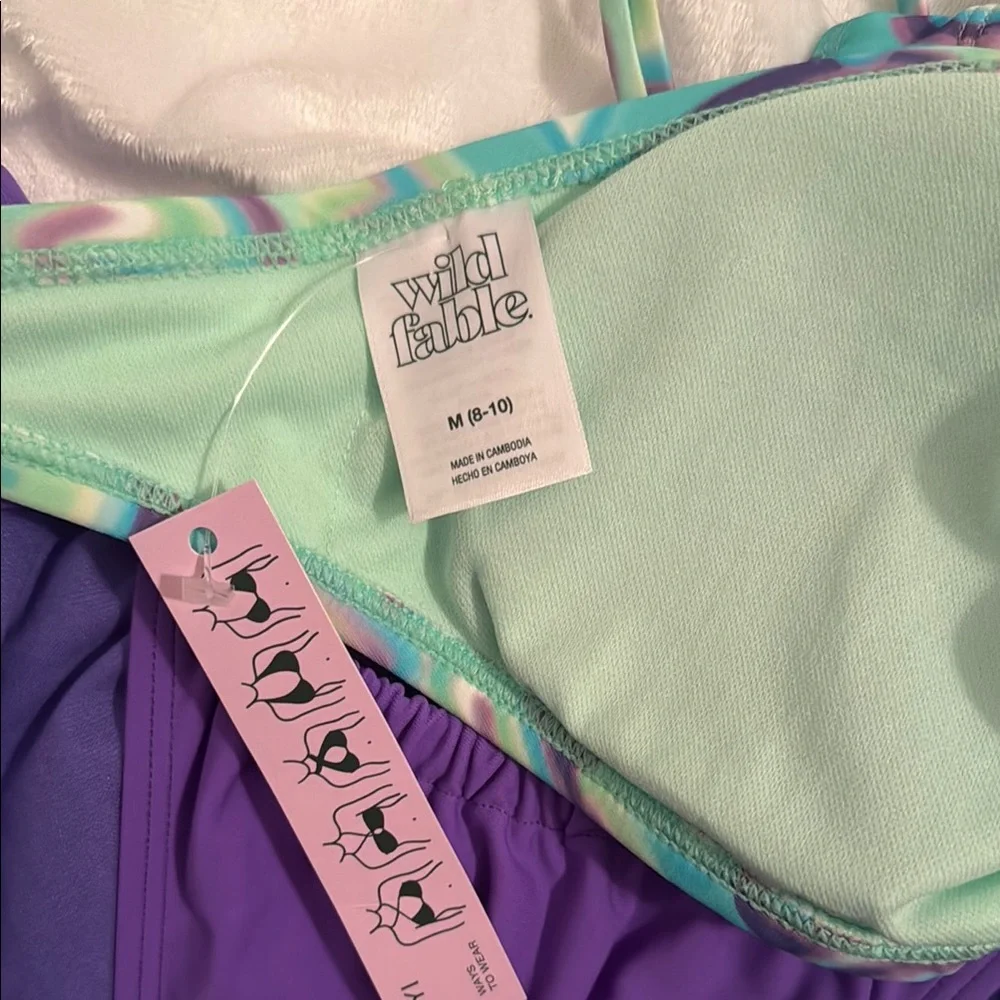 wild
fable.
M (8-10)
MADE IN CAMBODIA
HECHO EN CAMBOYA
WAYS
TO WEAR